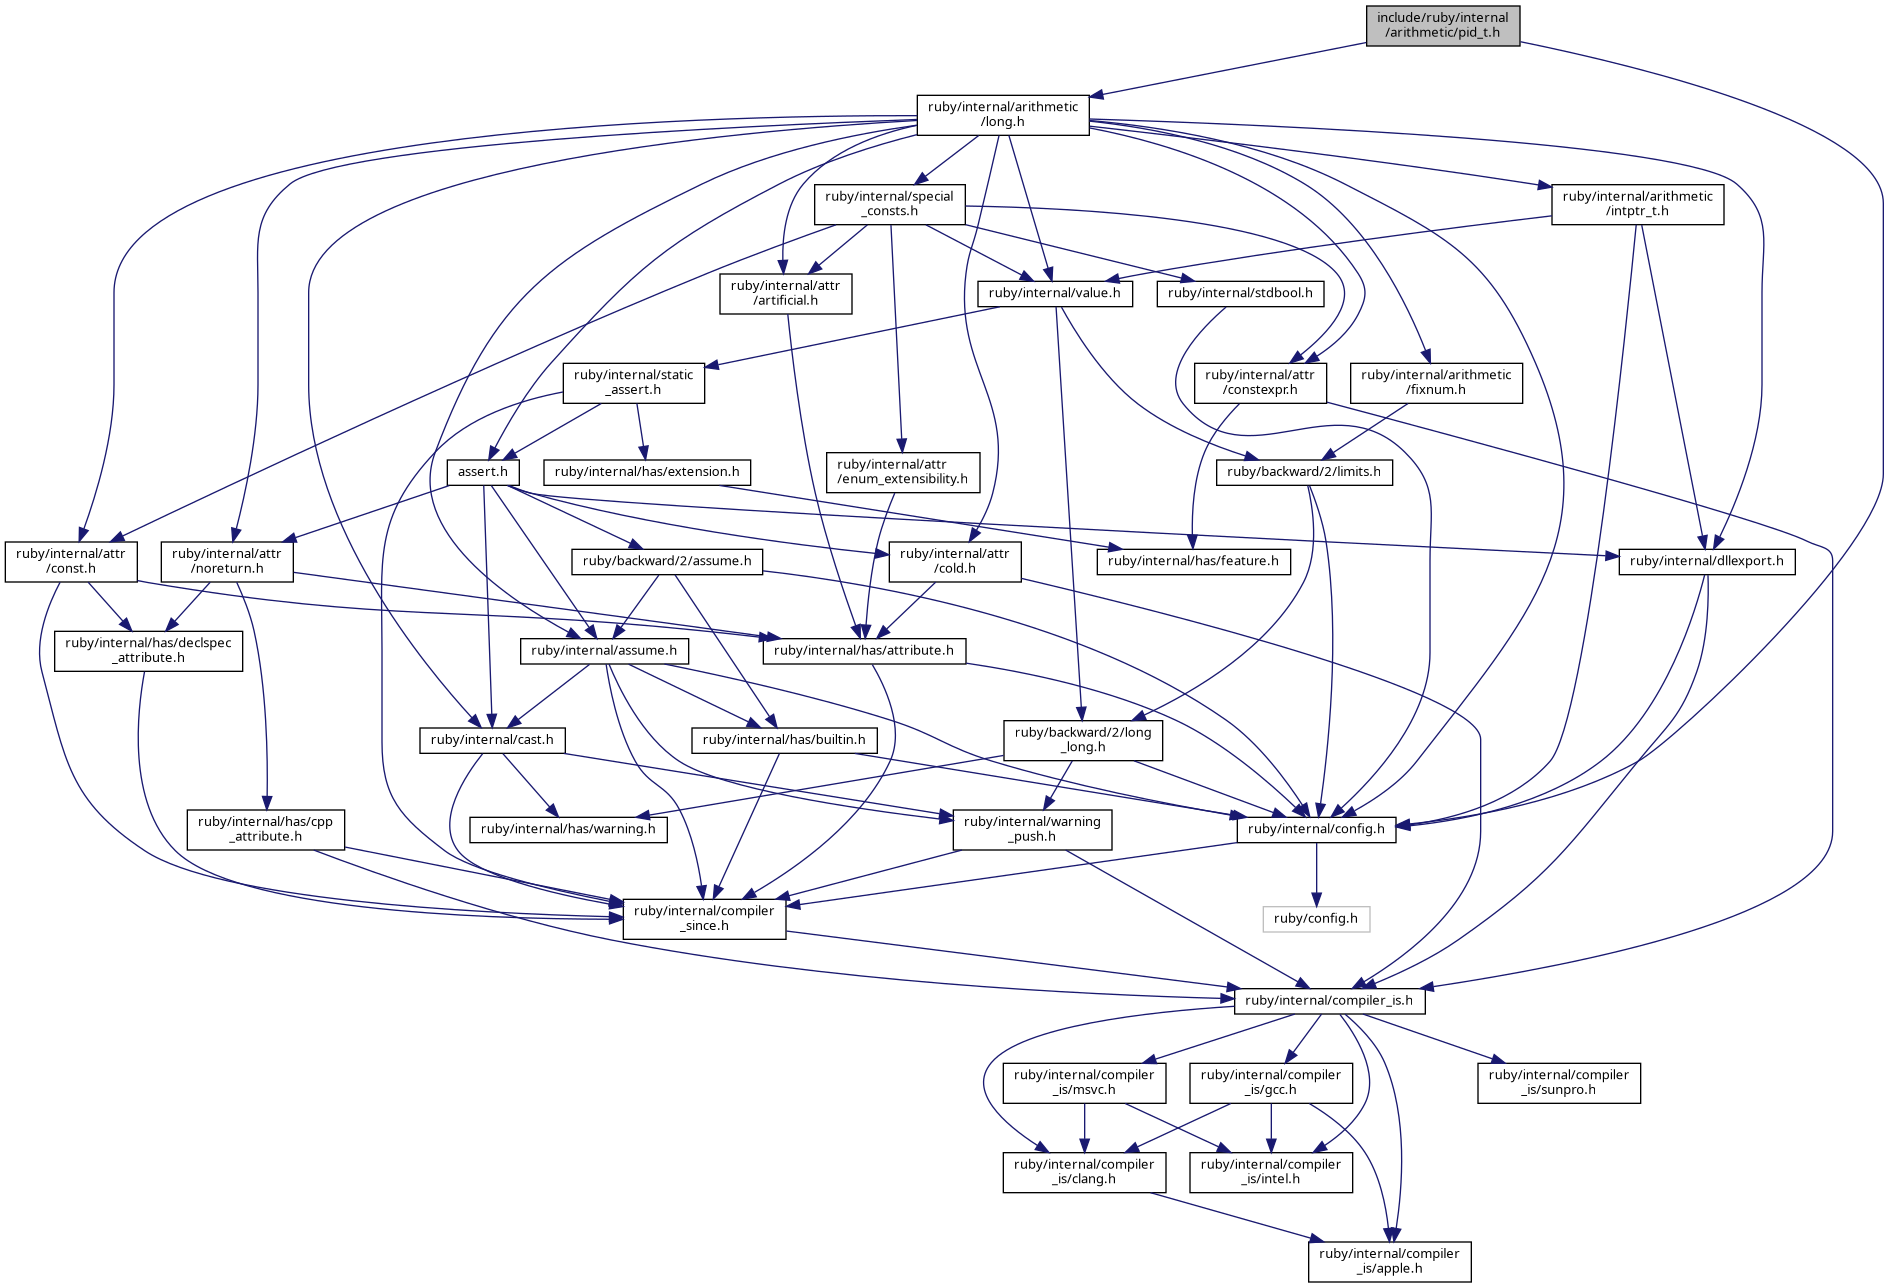 include/ruby/internal
/arithmetic/pid_t.h
ruby/internal/arithmetic
/long.h
ruby/internal/special
_consts.h
ruby/internal/arithmetic
/intptr_t.h
ruby/internal/attr
/artificial.h
ruby/internal/value.h
ruby/internal/stdbool.h
ruby/internal/static
_assert.h
ruby/internal/attr
/constexpr.h
ruby/internal/arithmetic
/fixnum.h
assert.h
ruby/internal/has/extension.h
ruby/internal/attr
/enum_extensibility.h
ruby/backward/2/limits.h
ruby/internal/attr
/const.h
ruby/internal/attr
/noreturn.h
ruby/backward/2/assume.h
ruby/internal/attr
/cold.h
ruby/internal/has/feature.h
ruby/internal/dllexport.h
ruby/internal/has/declspec
_attribute.h
ruby/internal/assume.h
ruby/internal/has/attribute.h
ruby/internal/cast.h
ruby/internal/has/builtin.h
ruby/backward/2/long
_long.h
ruby/internal/has/cpp
_attribute.h
ruby/internal/has/warning.h
ruby/internal/warning
_push.h
ruby/internal/config.h
ruby/internal/compiler
_since.h
ruby/config.h
ruby/internal/compiler_is.h
ruby/internal/compiler
_is/msvc.h
ruby/internal/compiler
_is/gcc.h
ruby/internal/compiler
_is/sunpro.h
ruby/internal/compiler
_is/clang.h
ruby/internal/compiler
_is/intel.h
ruby/internal/compiler
_is/apple.h